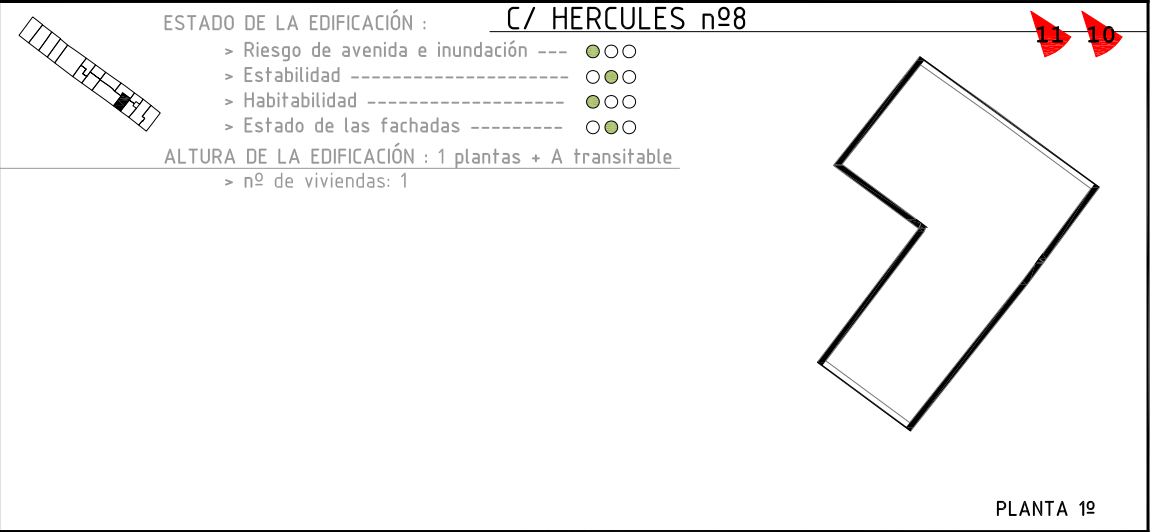 C/ HERCULES nº8
ESTADO DE LA EDIFICACIÓN :
> Riesgo de avenida e inundación ---
> Estabilidad ---------------------
> Habitabilidad -------------------
> Estado de las fachadas ---------
ALTURA DE LA EDIFICACIÓN : 1 plantas + A transitable
> nº de viviendas: 1
11 10
PLANTA 1º